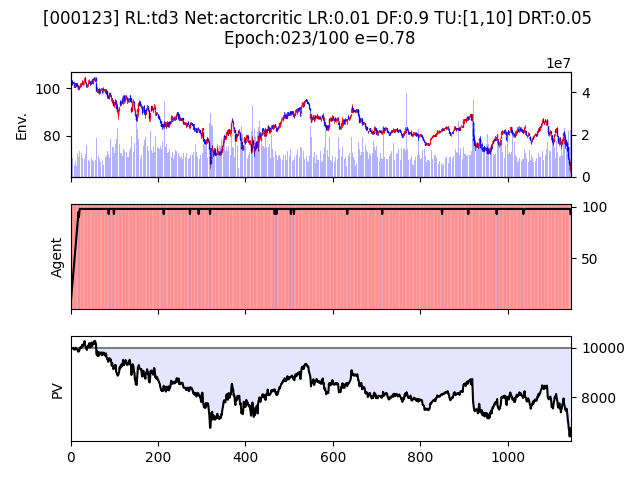 [000123] RL:td3 Net:actorcritic LR:0.01 DF:0.9 TU:[1,10] DRT:0.05
Epoch:023/100 e=0.78
1e7
Env.
100
80
4
2
0
Agent
100
50
PV
10000
8000
0 200 400 600 800 1000